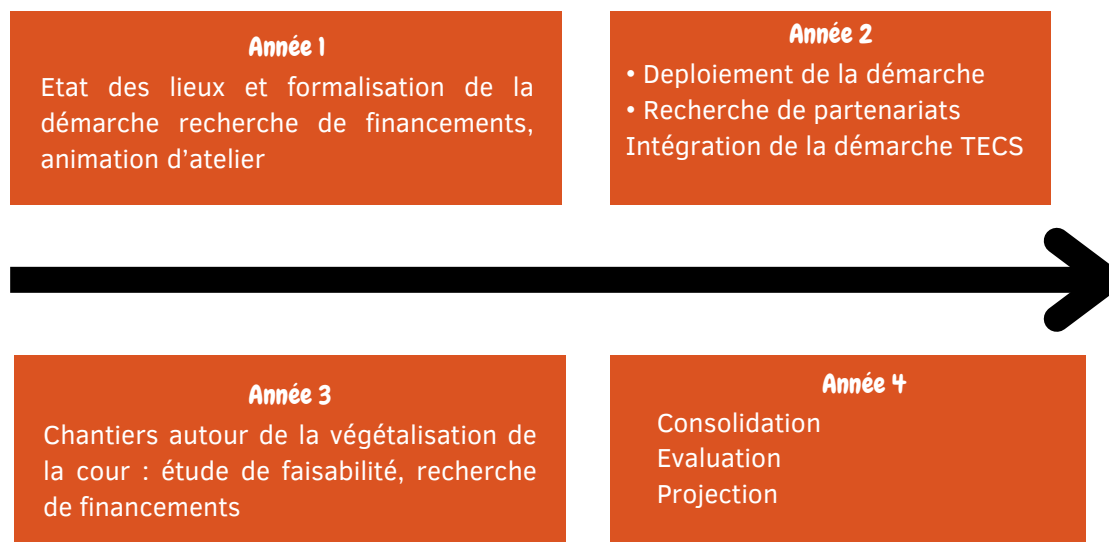 Année 1
Etat des lieux et formalisation de la
démarche recherche de financements,
animation d'atelier
Année 2
• Deploiement de la démarche
• Recherche de partenariats
Intégration de la démarche TECS
Année 3
Chantiers autour de la végétalisation de
la cour : étude de faisabilité, recherche
de financements
Année 4
Consolidation
Evaluation
Projection